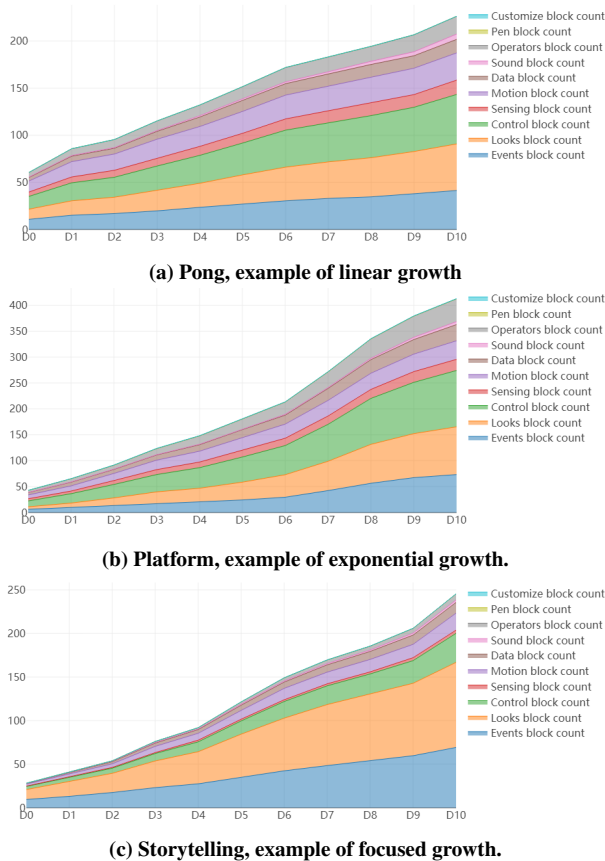 200
150
100
50
0
D0 D1 D2 D3 D4 D5 D6 D7 D8 D9 D10
Customize block count
Pen block count
Operators block count
Sound block count
Data block count
Motion block count
Sensing block count
Control block count
Looks block count
Events block count
(a) Pong, example of linear growth
400
350
300
250
200
150
100
50
0
D0 D1 D2 D3 D4 D5 D6 D7 D8 D9 D10
Customize block count
Pen block count
Operators block count
Sound block count
Data block count
Motion block count
Sensing block count
Control block count
Looks block count
Events block count
(b) Platform, example of exponential growth.
250
200
150
100
50
0
D0 D1 D2 D3 D4 D5 D6 D7 D8 D9 D10
Customize block count
Pen block count
Operators block count
Sound block count
Data block count
Motion block count
Sensing block count
Control block count
Looks block count
Events block count
(c) Storytelling, example of focused growth.